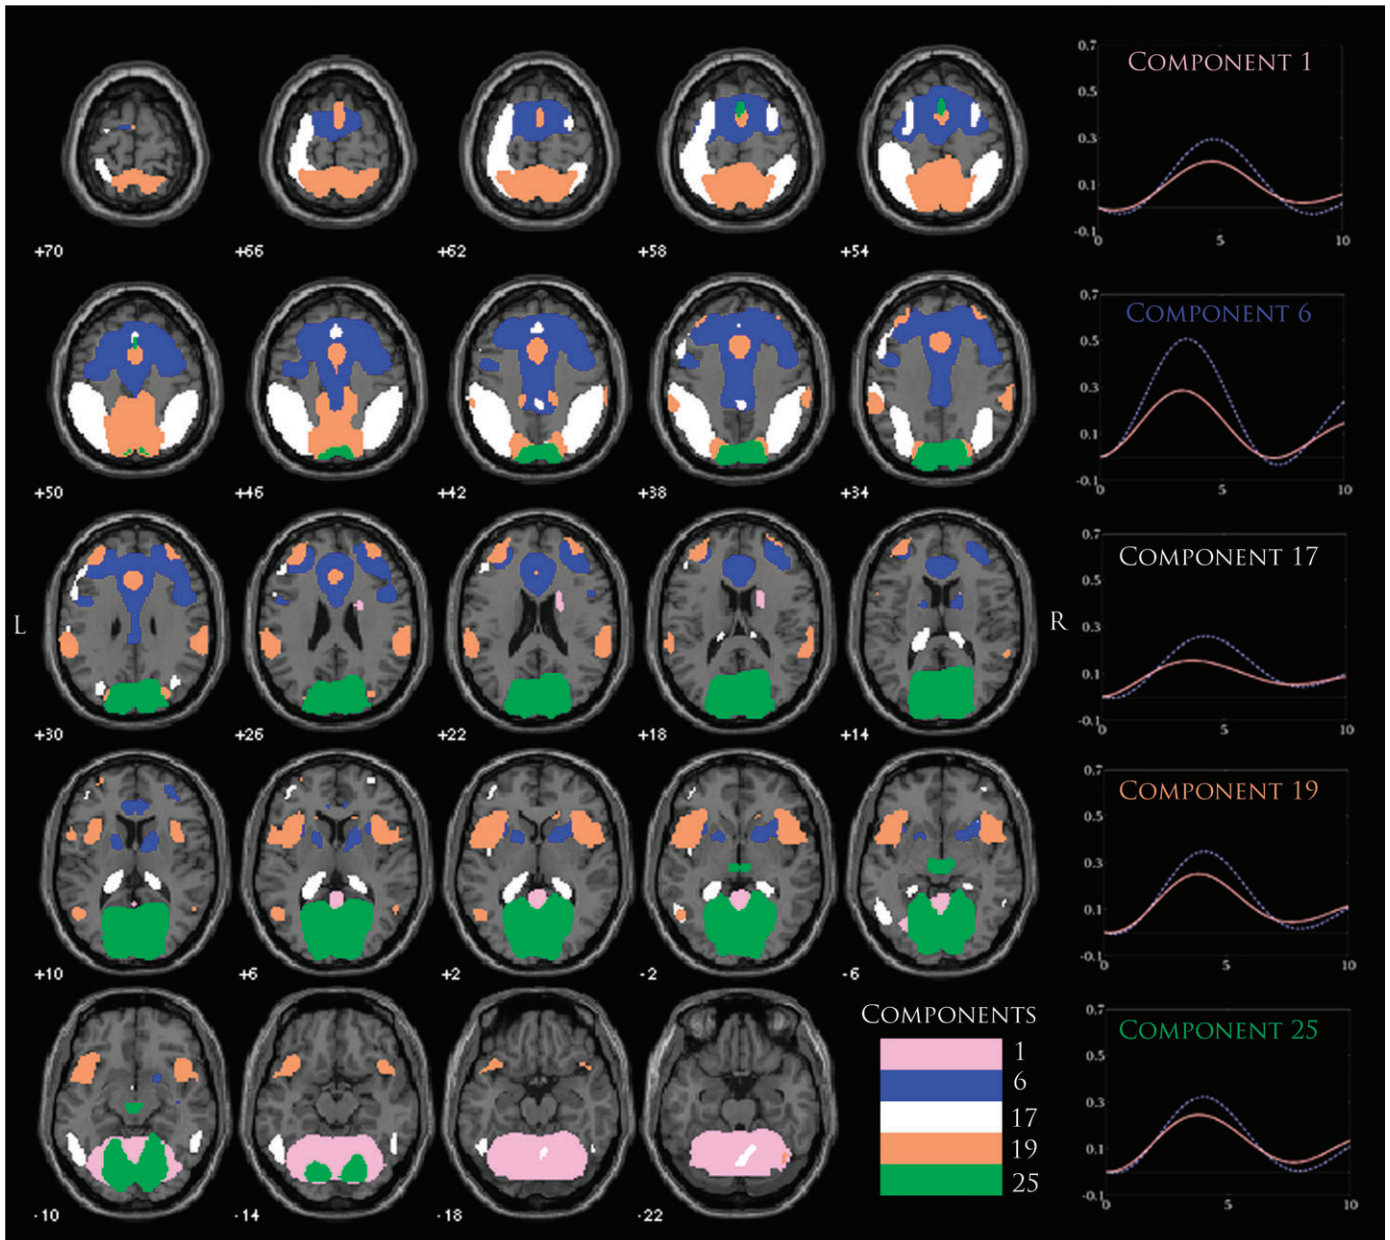 COMPONENT 1
0.7
0.5
0.3
0.1
-0.1
0 5 10
+70 +66 +62 +58 +54
COMPONENT 6
0.7
0.5
0.3
0.1
-0.1
0 5 10
+50 +46 +42 +38 +34
COMPONENT 17
0.7
0.5
0.3
0.1
-0.1
0 5 10
L R
+30 +26 +22 +18 +14
COMPONENT 19
0.7
0.5
0.3
0.1
-0.1
0 5 10
+10 +6 +2 -2 -6
COMPONENTS
1
6
17
19
25
COMPONENT 25
0.7
0.5
0.3
0.1
-0.1
0 5 10
-10 -14 -18 -22